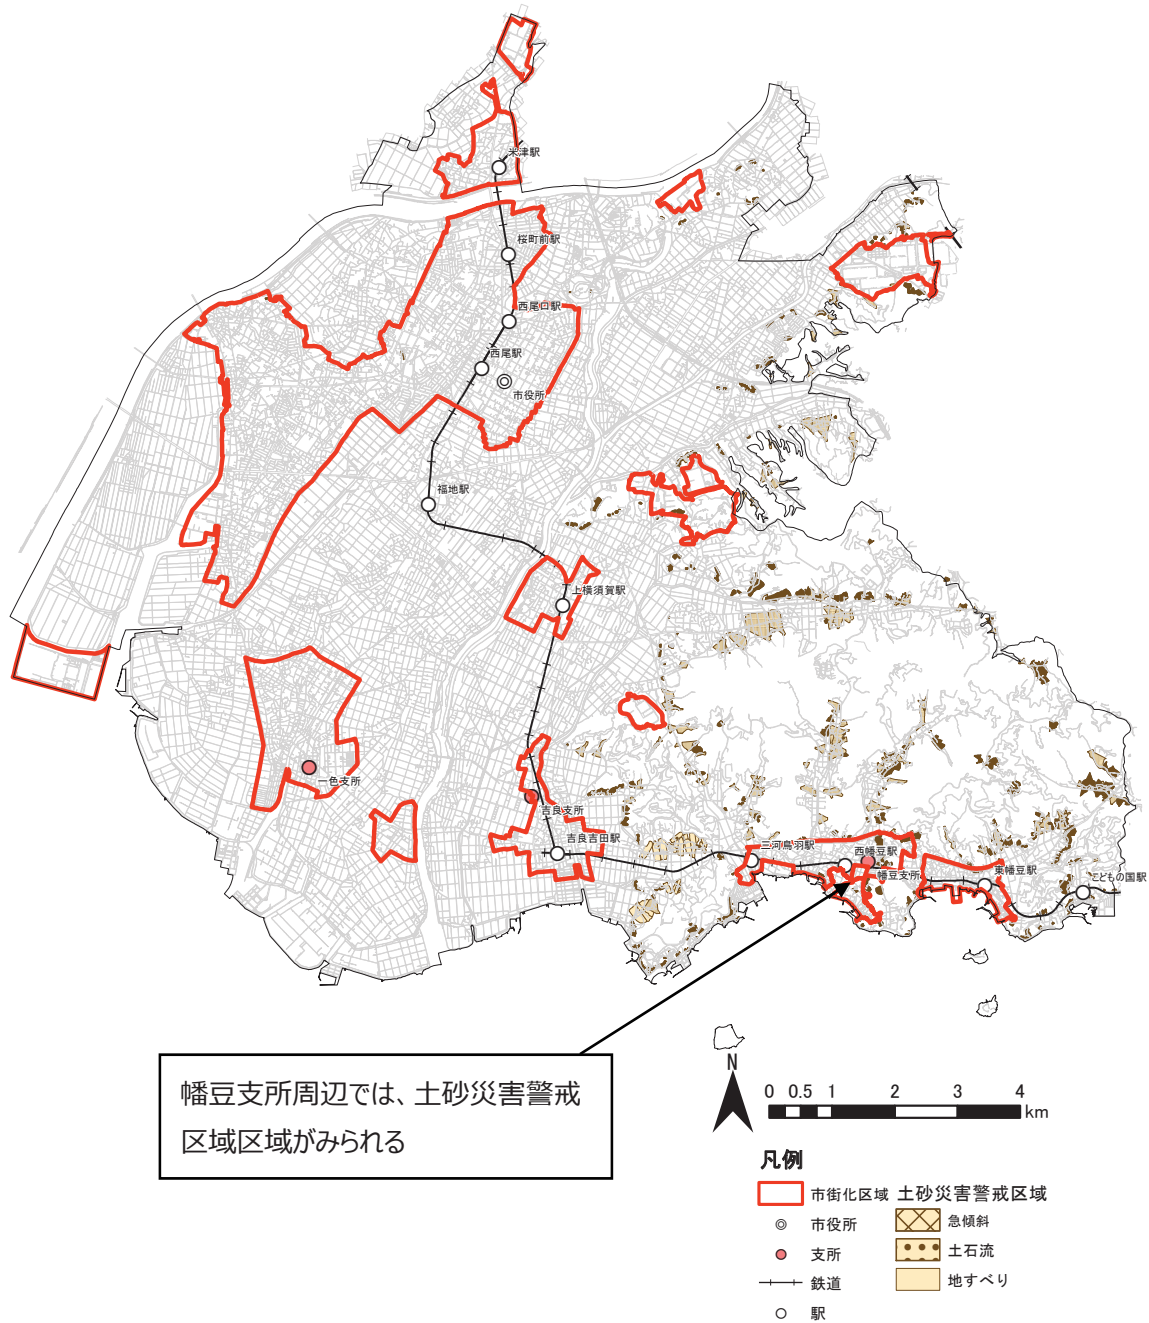 米津駅
桜町前駅
西尾口駅
西尾駅
市役所
福地駅
上横須賀駅
一色支所
吉良支所
吉良吉田駅
三河鳥羽駅
西幡豆駅
幡豆支所
東幡豆駅
こどもの国駅
幡豆支所周辺では、土砂災害警戒
区域区域がみられる
N
0 0.5 1 2 3 4
km
凡例
市街化区域 土砂災害警戒区域
市役所 急傾斜
支所 土石流
鉄道 地すべり
駅